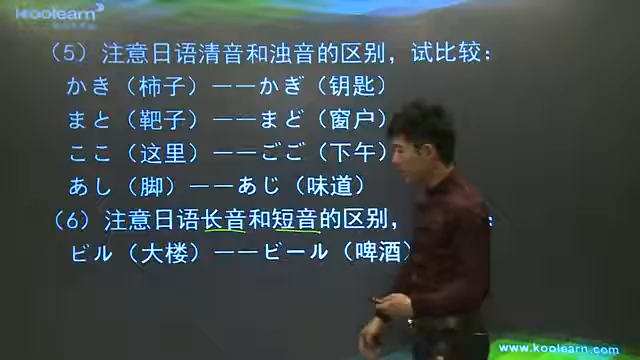 Koolearn
（5）注意日语清音和浊音的区别，试比较：
かき（柿子）——かぎ（钥匙）
まと（靶子）——まど（窗户）
ここ（这里）——ごご（下午）
あし（脚）——あじ（味道）
（6）注意日语长音和短音的区别， ：
ビル（大楼）——ビール（啤酒）
www.koolearn.com